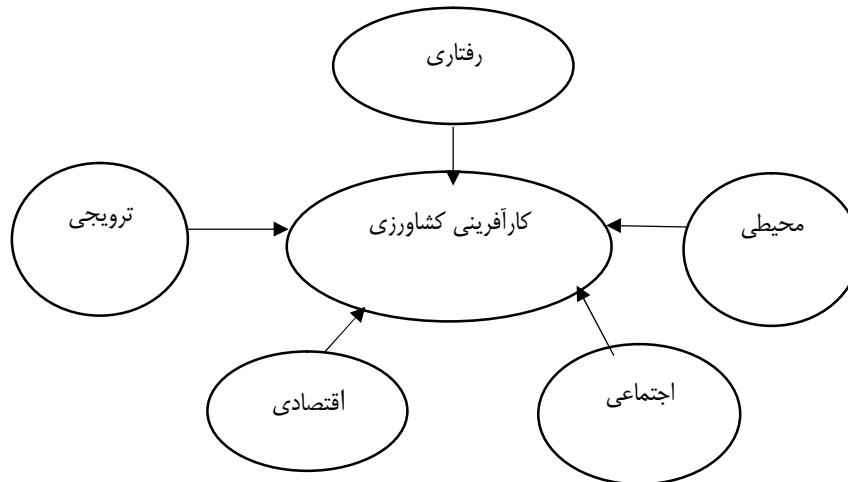 رفتاری
کارآفرینی کشاورزی
محیطی
ترویجی
اجتماعی
اقتصادی